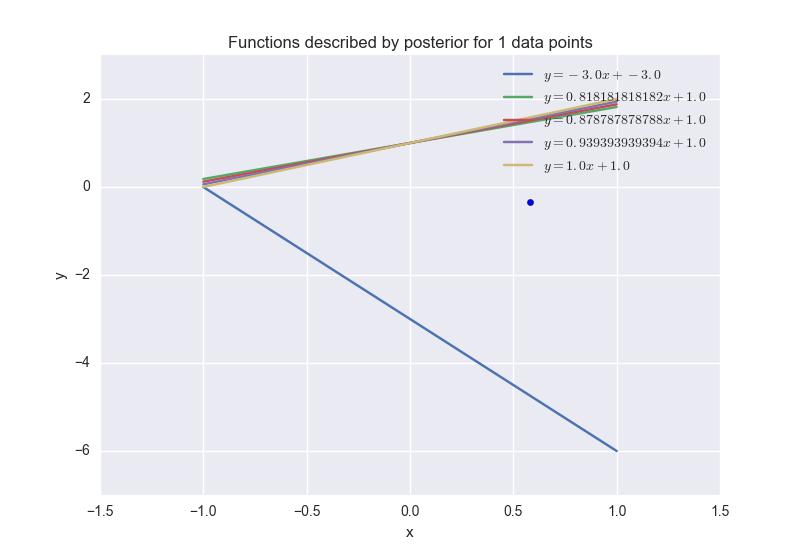 Functions described by posterior for 1 data points
y = −3.0x + −3.0
y = 0.818181818182x + 1.0
y = 0.878787878788x + 1.0
y = 0.939393939394x + 1.0
y = 1.0x + 1.0
2
0
−2
−4
−6
y
−1.5 −1.0 −0.5 0.0 0.5 1.0 1.5
x